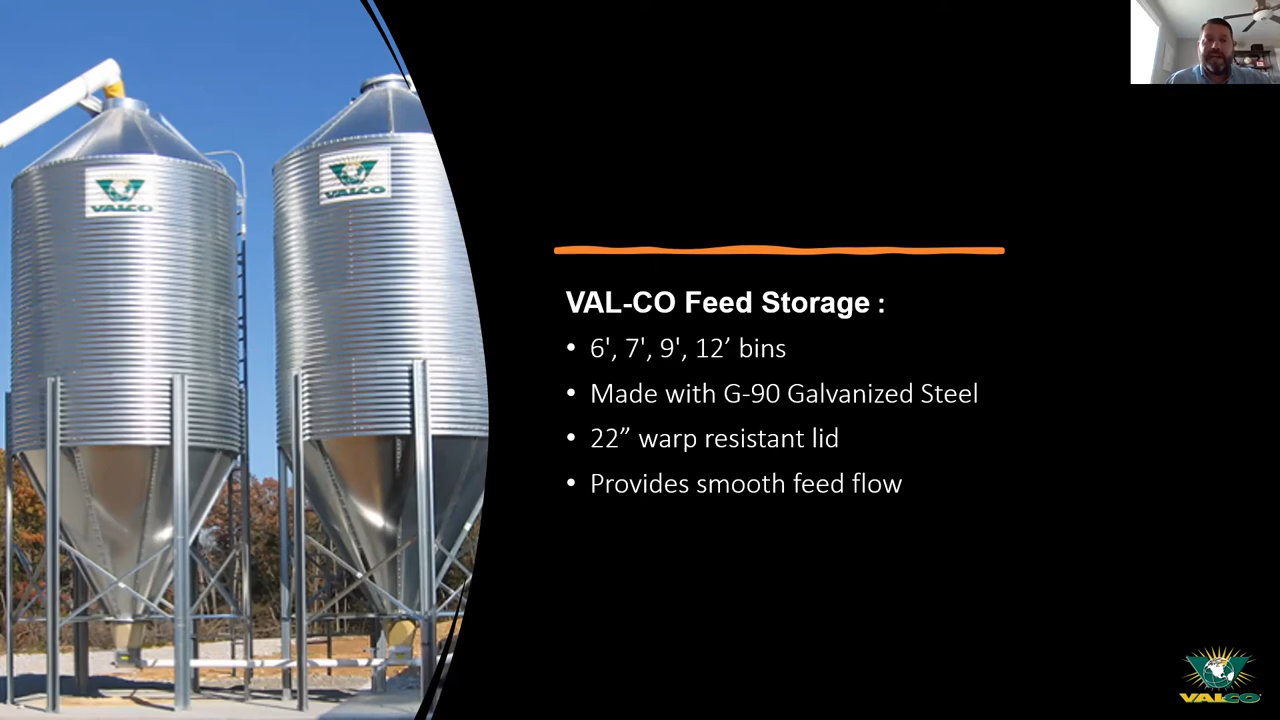 VALCO
VALCO
VAL-CO Feed Storage :
• 6', 7', 9', 12’ bins
• Made with G-90 Galvanized Steel
• 22” warp resistant lid
• Provides smooth feed flow
VALCO